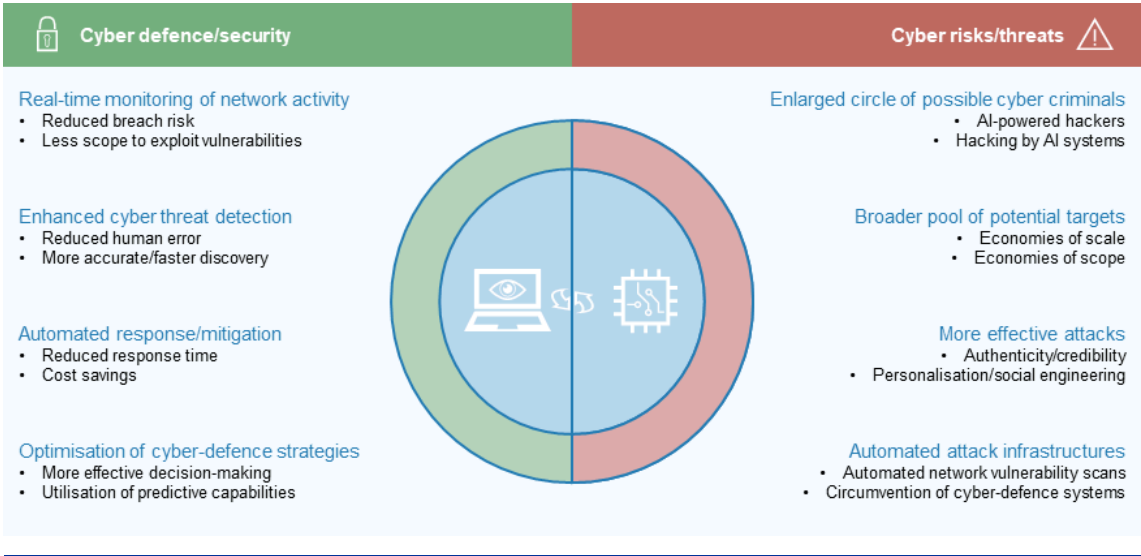 Cyber defence/security
Cyber risks/threats
Real-time monitoring of network activity
• Reduced breach risk
• Less scope to exploit vulnerabilities
Enhanced cyber threat detection
• Reduced human error
• More accurate/faster discovery
Automated response/mitigation
• Reduced response time
• Cost savings
Optimisation of cyber-defence strategies
• More effective decision-making
• Utilisation of predictive capabilities
Enlarged circle of possible cyber criminals
• AI-powered hackers
• Hacking by AI systems
Broader pool of potential targets
• Economies of scale
• Economies of scope
More effective attacks
• Authenticity/credibility
• Personalisation/social engineering
Automated attack infrastructures
• Automated network vulnerability scans
• Circumvention of cyber-defence systems